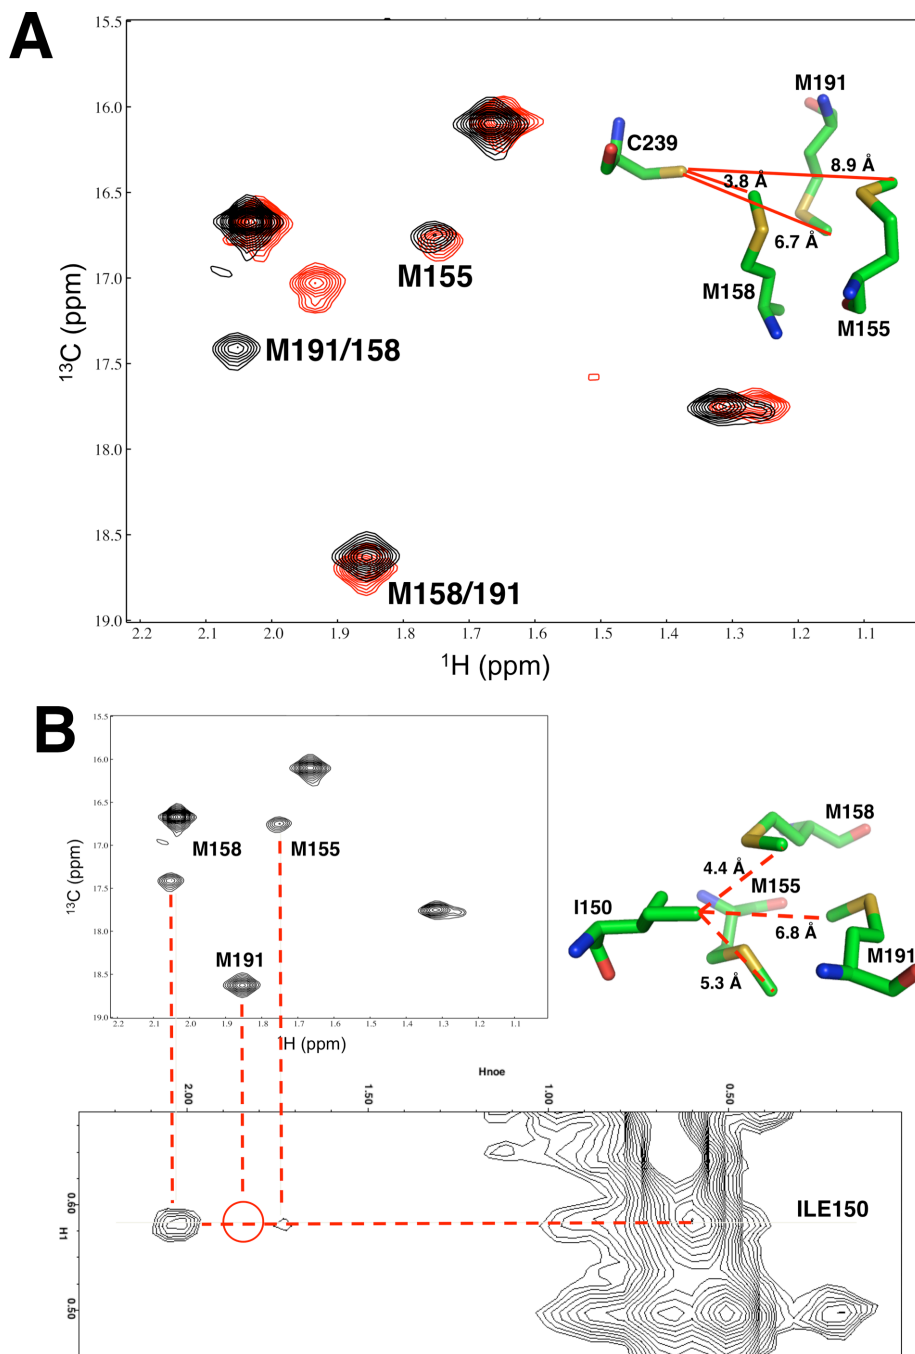 A
15.5
16.0
16.5
17.0
17.5
18.0
18.5
19.0
13C (ppm)
2.2 2.1 2.0 1.9 1.8 1.7 1.6 1.5 1.4 1.3 1.2 1.1
1H (ppm)
M155
M191/158
M158/191
M191
C239
8.9 Å
3.8 Å
6.7 Å
M158
M155
B
15.5
16.0
16.5
17.0
17.5
18.0
18.5
19.0
13C (ppm)
2.2 2.1 2.0 1.9 1.8 1.7 1.6 1.5 1.4 1.3 1.2 1.1
1H (ppm)
M158
M155
M191
M158
4.4 Å
M155
I150
6.8 Å
M191
5.3 Å
Hnoe
2.00 1.50 1.00 0.50
0.60
H1
0.50
ILE150